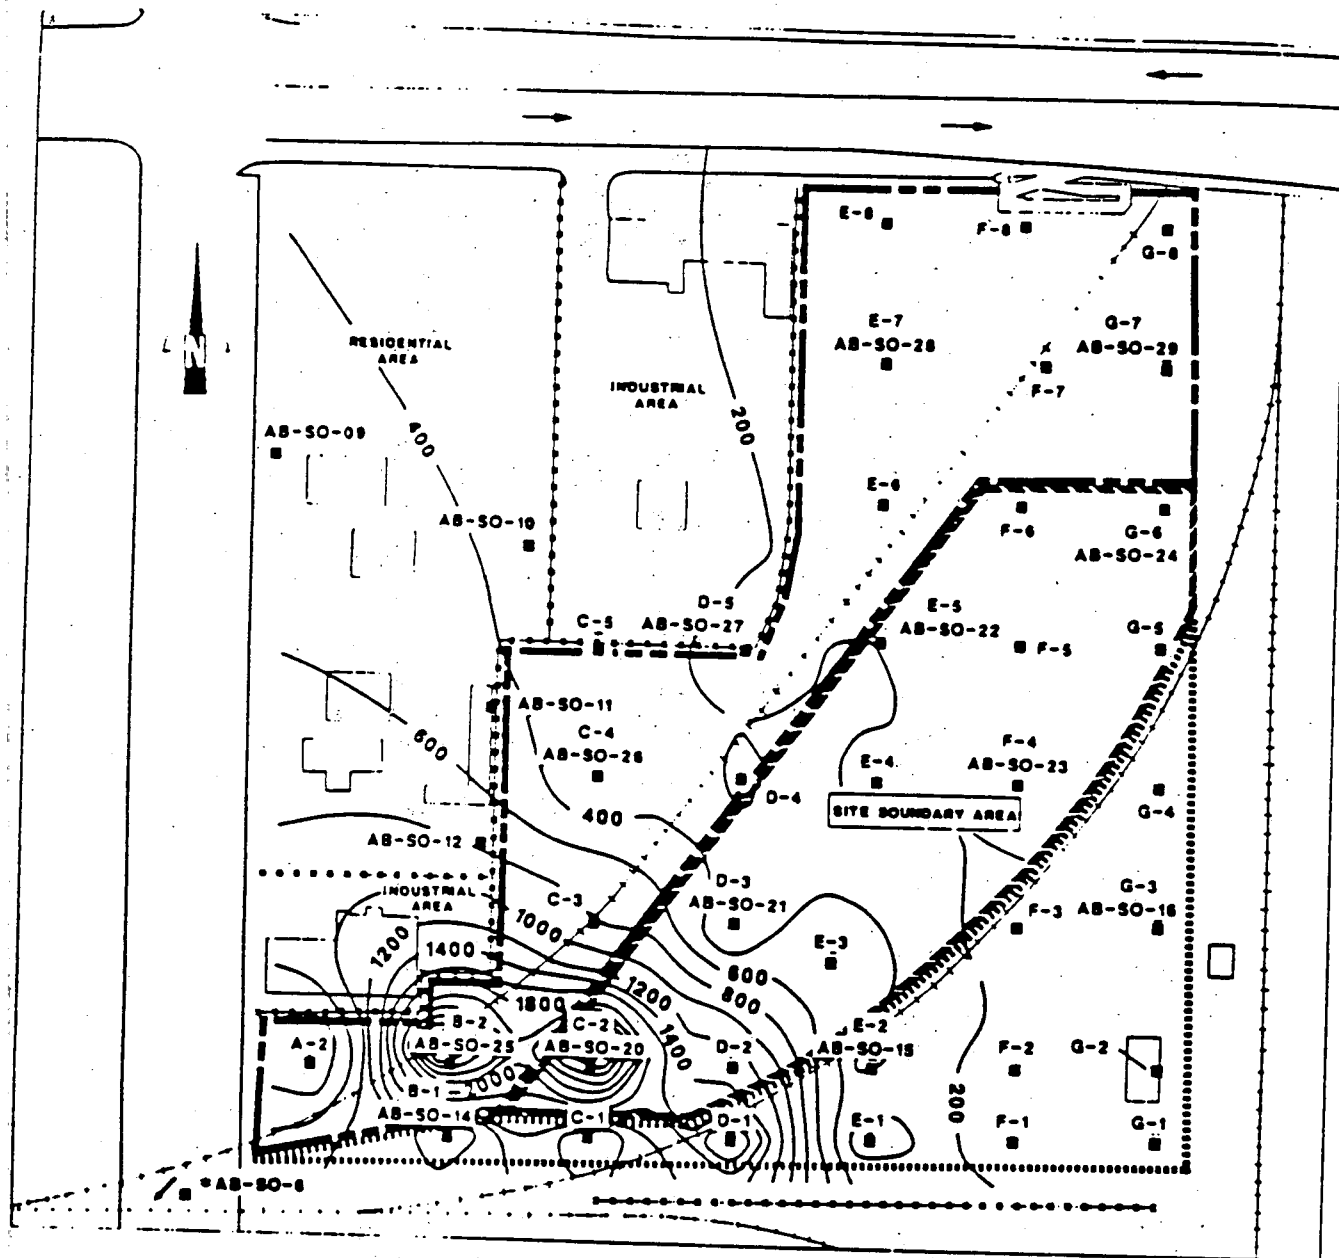 E-8
F-8
G-8
N
RESIDENTIAL
AREA
E-7
AB-SO-28
G-7
AB-SO-29
INDUSTRIAL
AREA
F-7
200
AB-SO-09
400
E-6
AB-SO-10
F-6
G-6
AB-SO-24
D-5
AB-SO-27
C-5
E-5
AB-SO-22
G-5
F-5
AB-SO-11
600
C-4
AB-SO-26
F-4
AB-SO-23
E-4
D-4
G-4
400
SITE BOUNDARY AREA
AB-SO-12
D-3
AB-SO-21
INDUSTRIAL
AREA
C-3
G-3
AB-SO-16
F-3
1000
E-3
1200
1400
600
800
1200
1800
B-2
AB-SO-25
C-2
AB-SO-20
1400
E-2
AB-SO-15
A-2
D-2
F-2
G-2
2000
200
B-1
AB-SO-14
C-1
D-1
E-1
F-1
G-1
*AB-SO-6